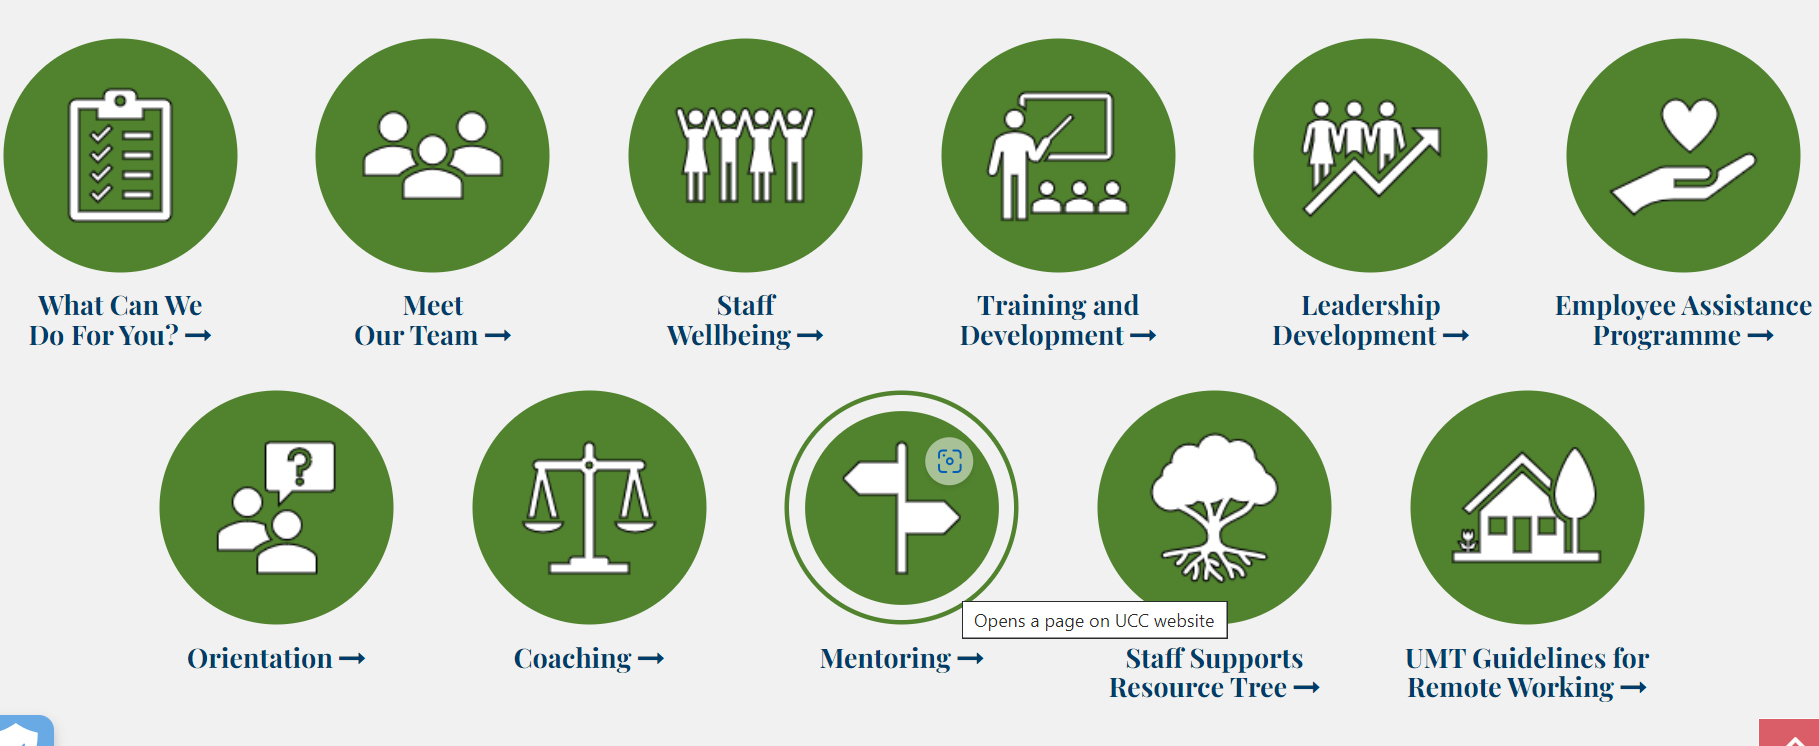 What Can We
Do For You? →
Meet
Our Team →
Staff
Wellbeing →
Training and
Development →
Leadership
Development →
Employee Assistance
Programme →
?
Orientation →
Coaching →
Mentoring →
Opens a page on UCC website
Staff Supports
Resource Tree →
UMT Guidelines for
Remote Working →